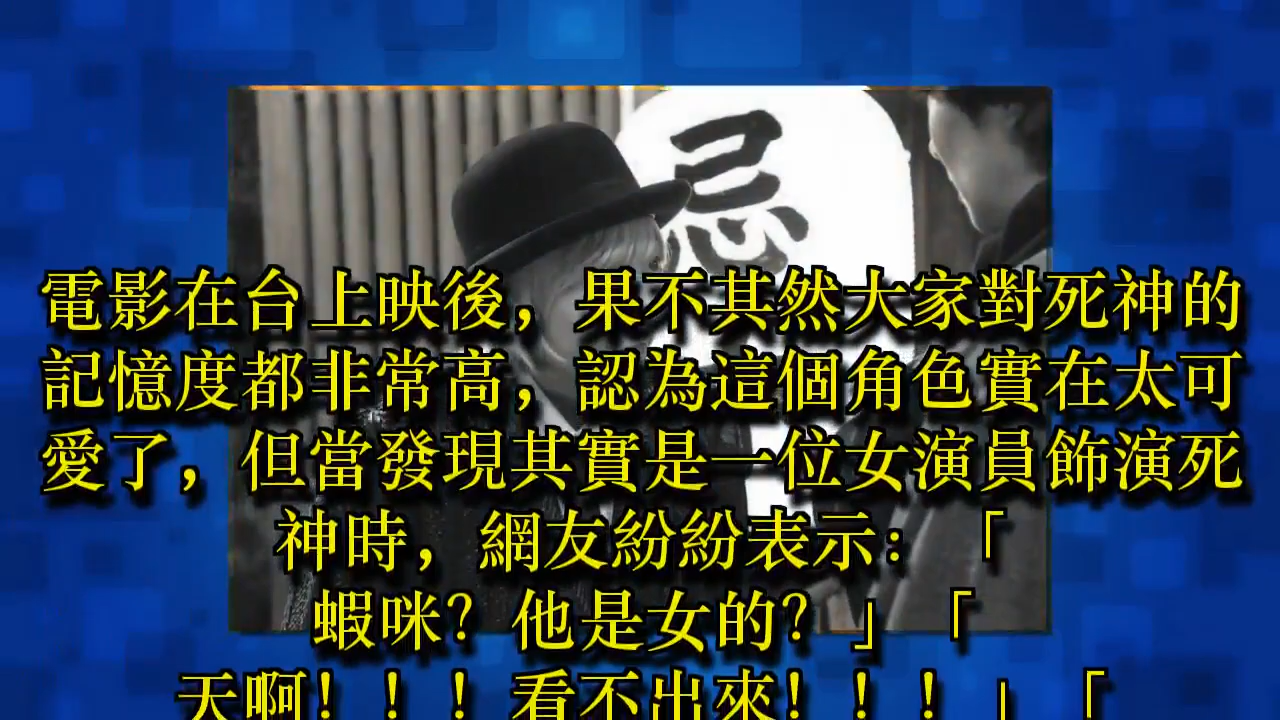 忌
電影在台上映後，果不其然大家對死神的
記憶度都非常高，認為這個角色實在太可
愛了，但當發現其實是一位女演員飾演死
神時，網友紛紛表示：「
蝦咪？他是女的？」「
天啊！！！看不出來！！！」「